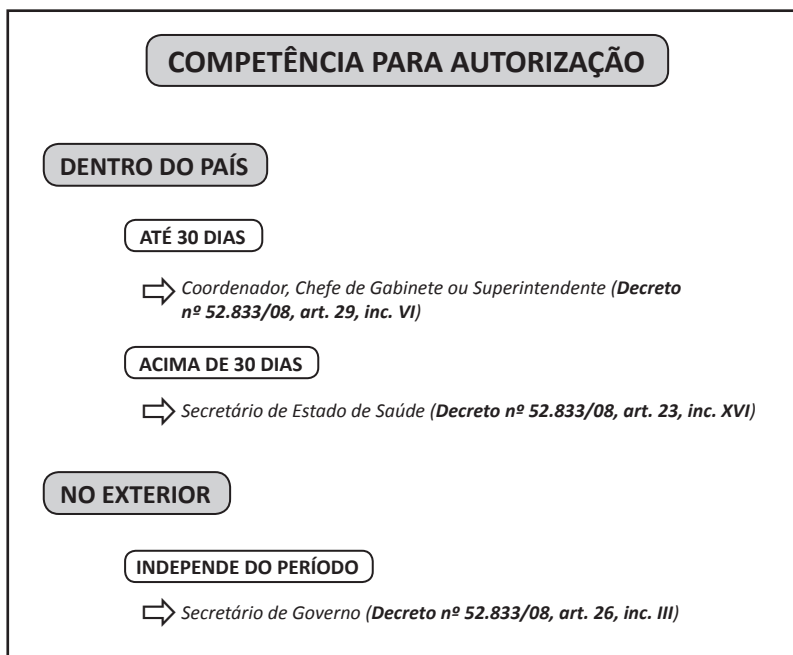 COMPETÊNCIA PARA AUTORIZAÇÃO
DENTRO DO PAÍS
ATÉ 30 DIAS
Coordenador, Chefe de Gabinete ou Superintendente (Decreto
nº 52.833/08, art. 29, inc. VI)
ACIMA DE 30 DIAS
Secretário de Estado de Saúde (Decreto nº 52.833/08, art. 23, inc. XVI)
NO EXTERIOR
INDEPENDE DO PERÍODO
Secretário de Governo (Decreto nº 52.833/08, art. 26, inc. III)